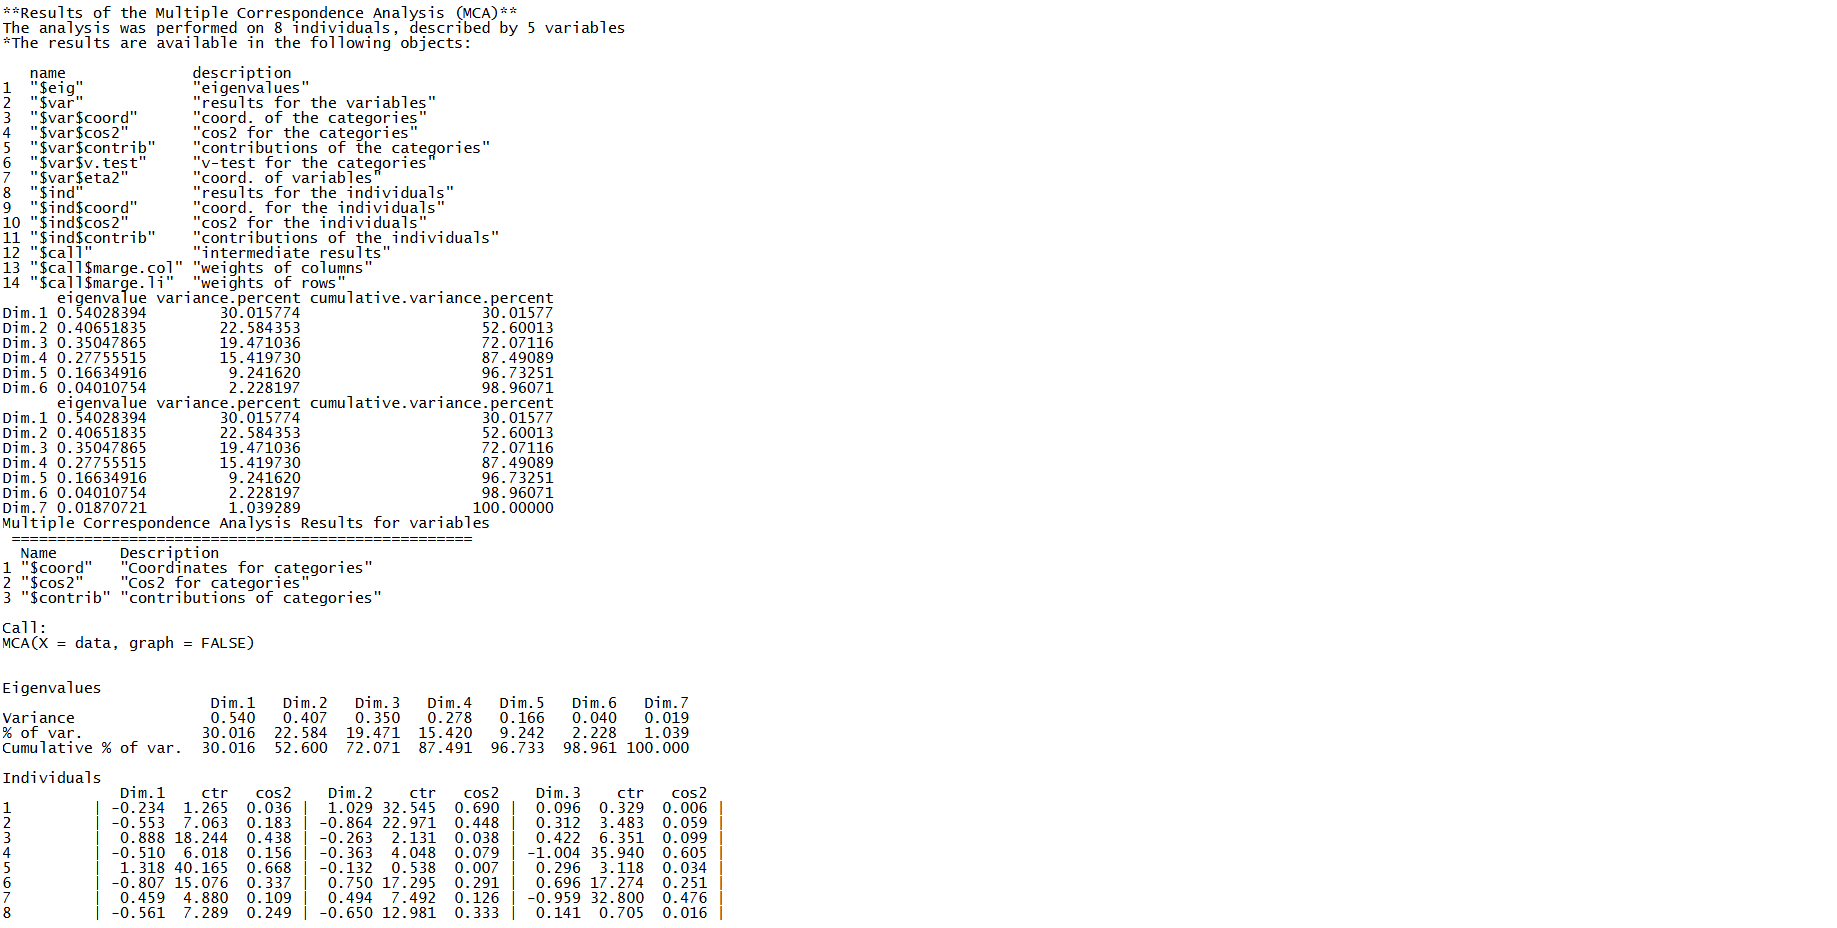 **Results of the Multiple Correspondence Analysis (MCA)**
The analysis was performed on 8 individuals, described by 5 variables
*The results are available in the following objects:

   name              description
1  "$eig"            "eigenvalues"
2  "$var"            "results for the variables"
3  "$var$coord"      "coord. of the categories"
4  "$var$cos2"       "cos2 for the categories"
5  "$var$contrib"    "contributions of the categories"
6  "$var$v.test"     "v-test for the categories"
7  "$var$eta2"       "coord. of variables"
8  "$ind"            "results for the individuals"
9  "$ind$coord"      "coord. for the individuals"
10 "$ind$cos2"       "cos2 for the individuals"
11 "$ind$contrib"    "contributions of the individuals"
12 "$call"           "intermediate results"
13 "$call$marge.col" "weights of columns"
14 "$call$marge.li"  "weights of rows"
      eigenvalue variance.percent cumulative.variance.percent
Dim.1 0.54028394        30.015774                    30.01577
Dim.2 0.40651835        22.584353                    52.60013
Dim.3 0.35047865        19.471036                    72.07116
Dim.4 0.27755515        15.419730                    87.49089
Dim.5 0.16634916         9.241620                    96.73251
Dim.6 0.04010754         2.228197                    98.96071
      eigenvalue variance.percent cumulative.variance.percent
Dim.1 0.54028394        30.015774                    30.01577
Dim.2 0.40651835        22.584353                    52.60013
Dim.3 0.35047865        19.471036                    72.07116
Dim.4 0.27755515        15.419730                    87.49089
Dim.5 0.16634916         9.241620                    96.73251
Dim.6 0.04010754         2.228197                    98.96071
Dim.7 0.01870721         1.039289                   100.00000
Multiple Correspondence Analysis Results for variables
 ===================================================
  Name       Description
1 "$coord"   "Coordinates for categories"
2 "$cos2"    "Cos2 for categories"
3 "$contrib" "contributions of categories"

Call:
MCA(X = data, graph = FALSE)

Eigenvalues
                       Dim.1   Dim.2   Dim.3   Dim.4   Dim.5   Dim.6   Dim.7
Variance               0.540   0.407   0.350   0.278   0.166   0.040   0.019
% of var.             30.016  22.584  19.471  15.420   9.242   2.228   1.039
Cumulative % of var.  30.016  52.600  72.071  87.491  96.733  98.961 100.000

Individuals
             Dim.1    ctr   cos2    Dim.2    ctr   cos2    Dim.3    ctr   cos2
1         | -0.234  1.265  0.036 |  1.029 32.545  0.690 |  0.096  0.329  0.006 |
2         | -0.553  7.063  0.183 | -0.864 22.971  0.448 |  0.312  3.483  0.059 |
3         |  0.888 18.244  0.438 | -0.263  2.131  0.038 |  0.422  6.351  0.099 |
4         | -0.510  6.018  0.156 | -0.363  4.048  0.079 | -1.004 35.940  0.605 |
5         |  1.318 40.165  0.668 | -0.132  0.538  0.007 |  0.296  3.118  0.034 |
6         | -0.807 15.076  0.337 |  0.750 17.295  0.291 |  0.696 17.274  0.251 |
7         |  0.459  4.880  0.109 |  0.494  7.492  0.126 | -0.959 32.800  0.476 |
8         | -0.561  7.289  0.249 | -0.650 12.981  0.333 |  0.141  0.705  0.016 |